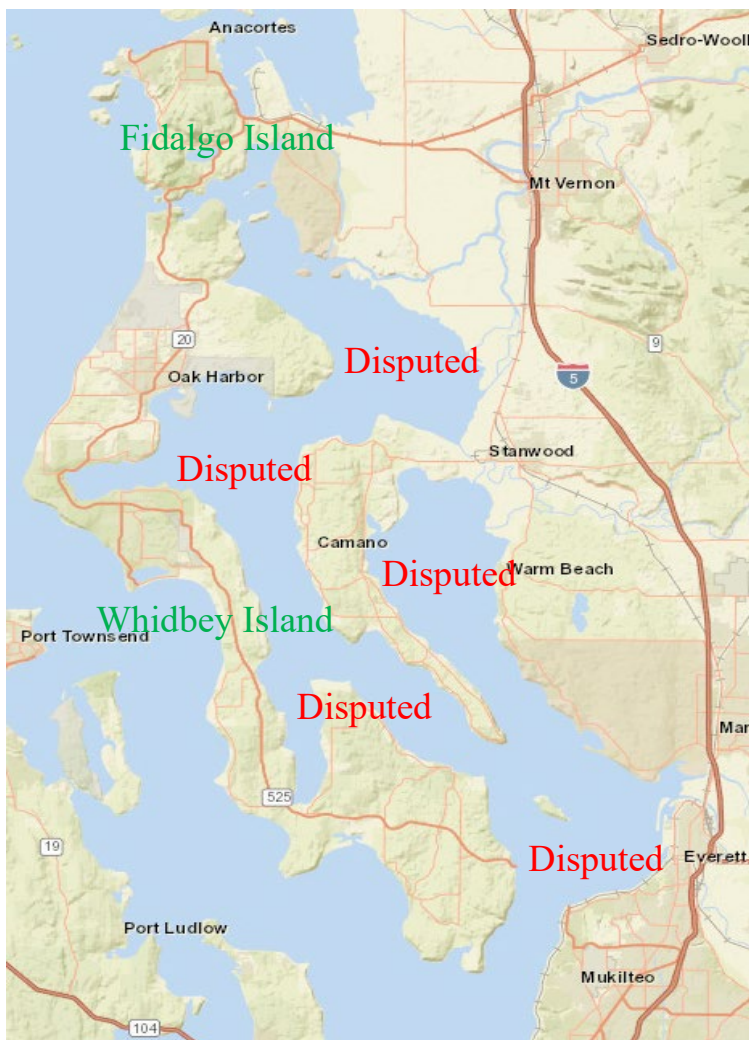 Anacortes
Sedro-Wooll
Fidalgo Island
Mt Vernon
20
9
Disputed
Oak Harbor
5
Stanwood
Disputed
Camano
Disputed
Warm Beach
Whidbey Island
Port Townsend
Disputed
Mar
525
19
Disputed
Everett
Port Ludlow
Mukilteo
104